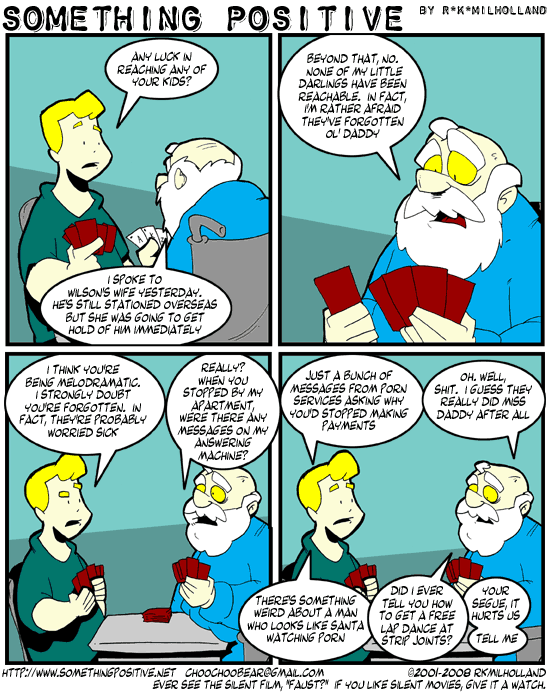 SOMETHING POSITIVE BY R*K*MILHOLLAND
ANY LUCK IN
REACHING ANY OF
YOUR KIDS?
I SPOKE TO
WILSON'S WIFE YESTERDAY.
HE'S STILL STATIONED OVERSEAS
BUT SHE WAS GOING TO GET
HOLD OF HIM IMMEDIATELY
BEYOND THAT, NO.
NONE OF MY LITTLE
DARLINGS HAVE BEEN
REACHABLE. IN FACT,
I'M RATHER AFRAID
THEY'VE FORGOTTEN
OL' DADDY
I THINK YOU'RE
BEING MELODRAMATIC.
I STRONGLY DOUBT
YOU'RE FORGOTTEN. IN
FACT, THEY'RE PROBABLY
WORRIED SICK
REALLY?
WHEN YOU
STOPPED BY MY
APARTMENT,
WERE THERE ANY
MESSAGES ON MY
ANSWERING
MACHINE?
JUST A BUNCH OF
MESSAGES FROM PORN
SERVICES ASKING WHY
YOU'D STOPPED MAKING
PAYMENTS
OH. WELL,
SHIT. I GUESS THEY
REALLY DID MISS
DADDY AFTER ALL
THERE'S SOMETHING
WEIRD ABOUT A MAN
WHO LOOKS LIKE SANTA
WATCHING PORN
DID I EVER
TELL YOU HOW
TO GET A FREE
LAP DANCE AT
STRIP JOINTS?
YOUR
SEGUE, IT
HURTS US
TELL ME
HTTP://WWW.SOMETHINGPOSITIVE.NET CHOOCHOOBEAR@GMAIL.COM ©2001-2008 RKMILHOLLAND
EVER SEE THE SILENT FILM, "FAUST?" IF YOU LIKE SILENT MOVIES, GIVE IT A WATCH.